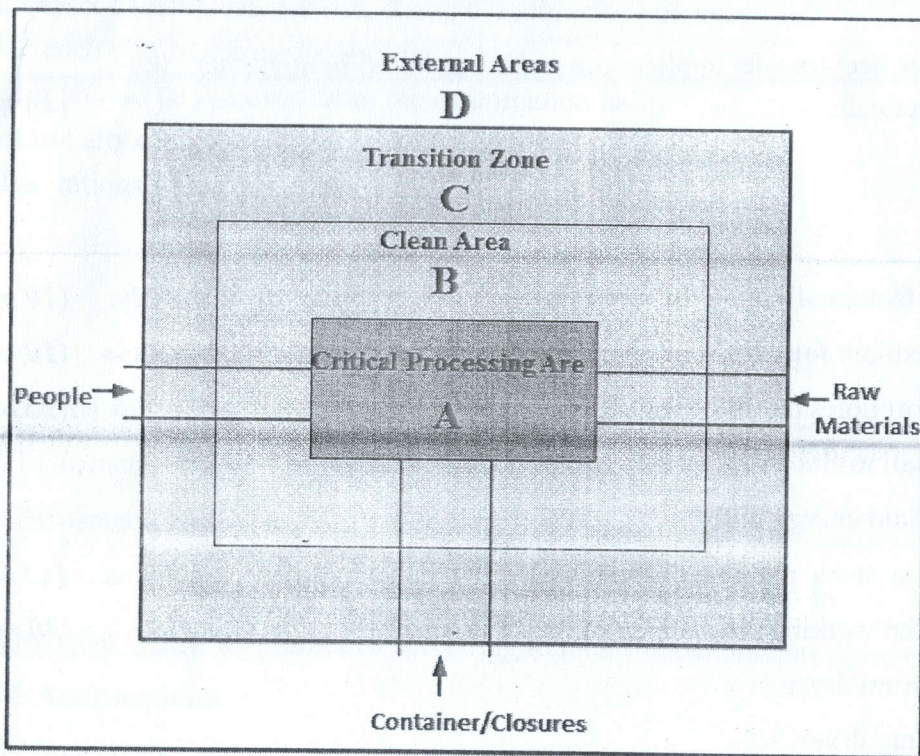 External Areas
D
Transition Zone
C
Clean Area
B
Critical Processing Are
People
A
Raw
Materials
Container/Closures